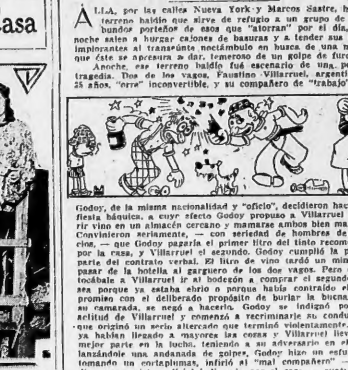 asa
ALLA, por las calles Nueva York y Marcos Sastre, h
terreno baldío que sirve de refugio a un grupo de
bundos porteños de esos que "atorran" por el día,
noche salen a hurgar cajones de basuras y a tender sus
implorantes al transeúnte noctámbulo en busca de una m
que éste se apresura a dar, temeroso de un golpe de furc
Anoche, ese terreno baldío fué escenario de una pe
tragedia. Dos de los vagos, Faustino Villarruel, argenti
25 años, "orre" inconvertible, y su compañero de "trabajo"
Godoy, de la misma nacionalidad y "oficio", decidieron hac
fiesta báquica, a cuyo efecto Godoy propuso a Villarruel
rir vino en un almacén cercano y mamarse ambos bien ma
Convinieron seriamente, — con seriedad de hombres de
cios, — que Godoy pagaría el primer litro del tinto recom
por la casa, y Villarruel el segundo. Godoy cumplió la p
parte del contrato verbal. El litro de vino tardó un min
pasar de la botella al garguero de los dos vagos. Pero
tocábale a Villarruel ir al bodegón a comprar el segundo
sea porque ya estaba ebrio o porque había contraído el
promiso con el deliberado propósito de burlar la buena
su camarada, se negó a hacerlo. Godoy se indignó po
actitud de Villarruel y comenzó a recriminarle su condu
que originó un serio altercado que terminó violentamente.
ya habían llegado a mayores las cosas y Villarruel lleva
mejor parte en la lucha, teniendo a su adversario en el
lanzándole una andanada de golpes, Godoy hizo un esfu
tomando un cortaplumas, infirió al "mal compañero" —